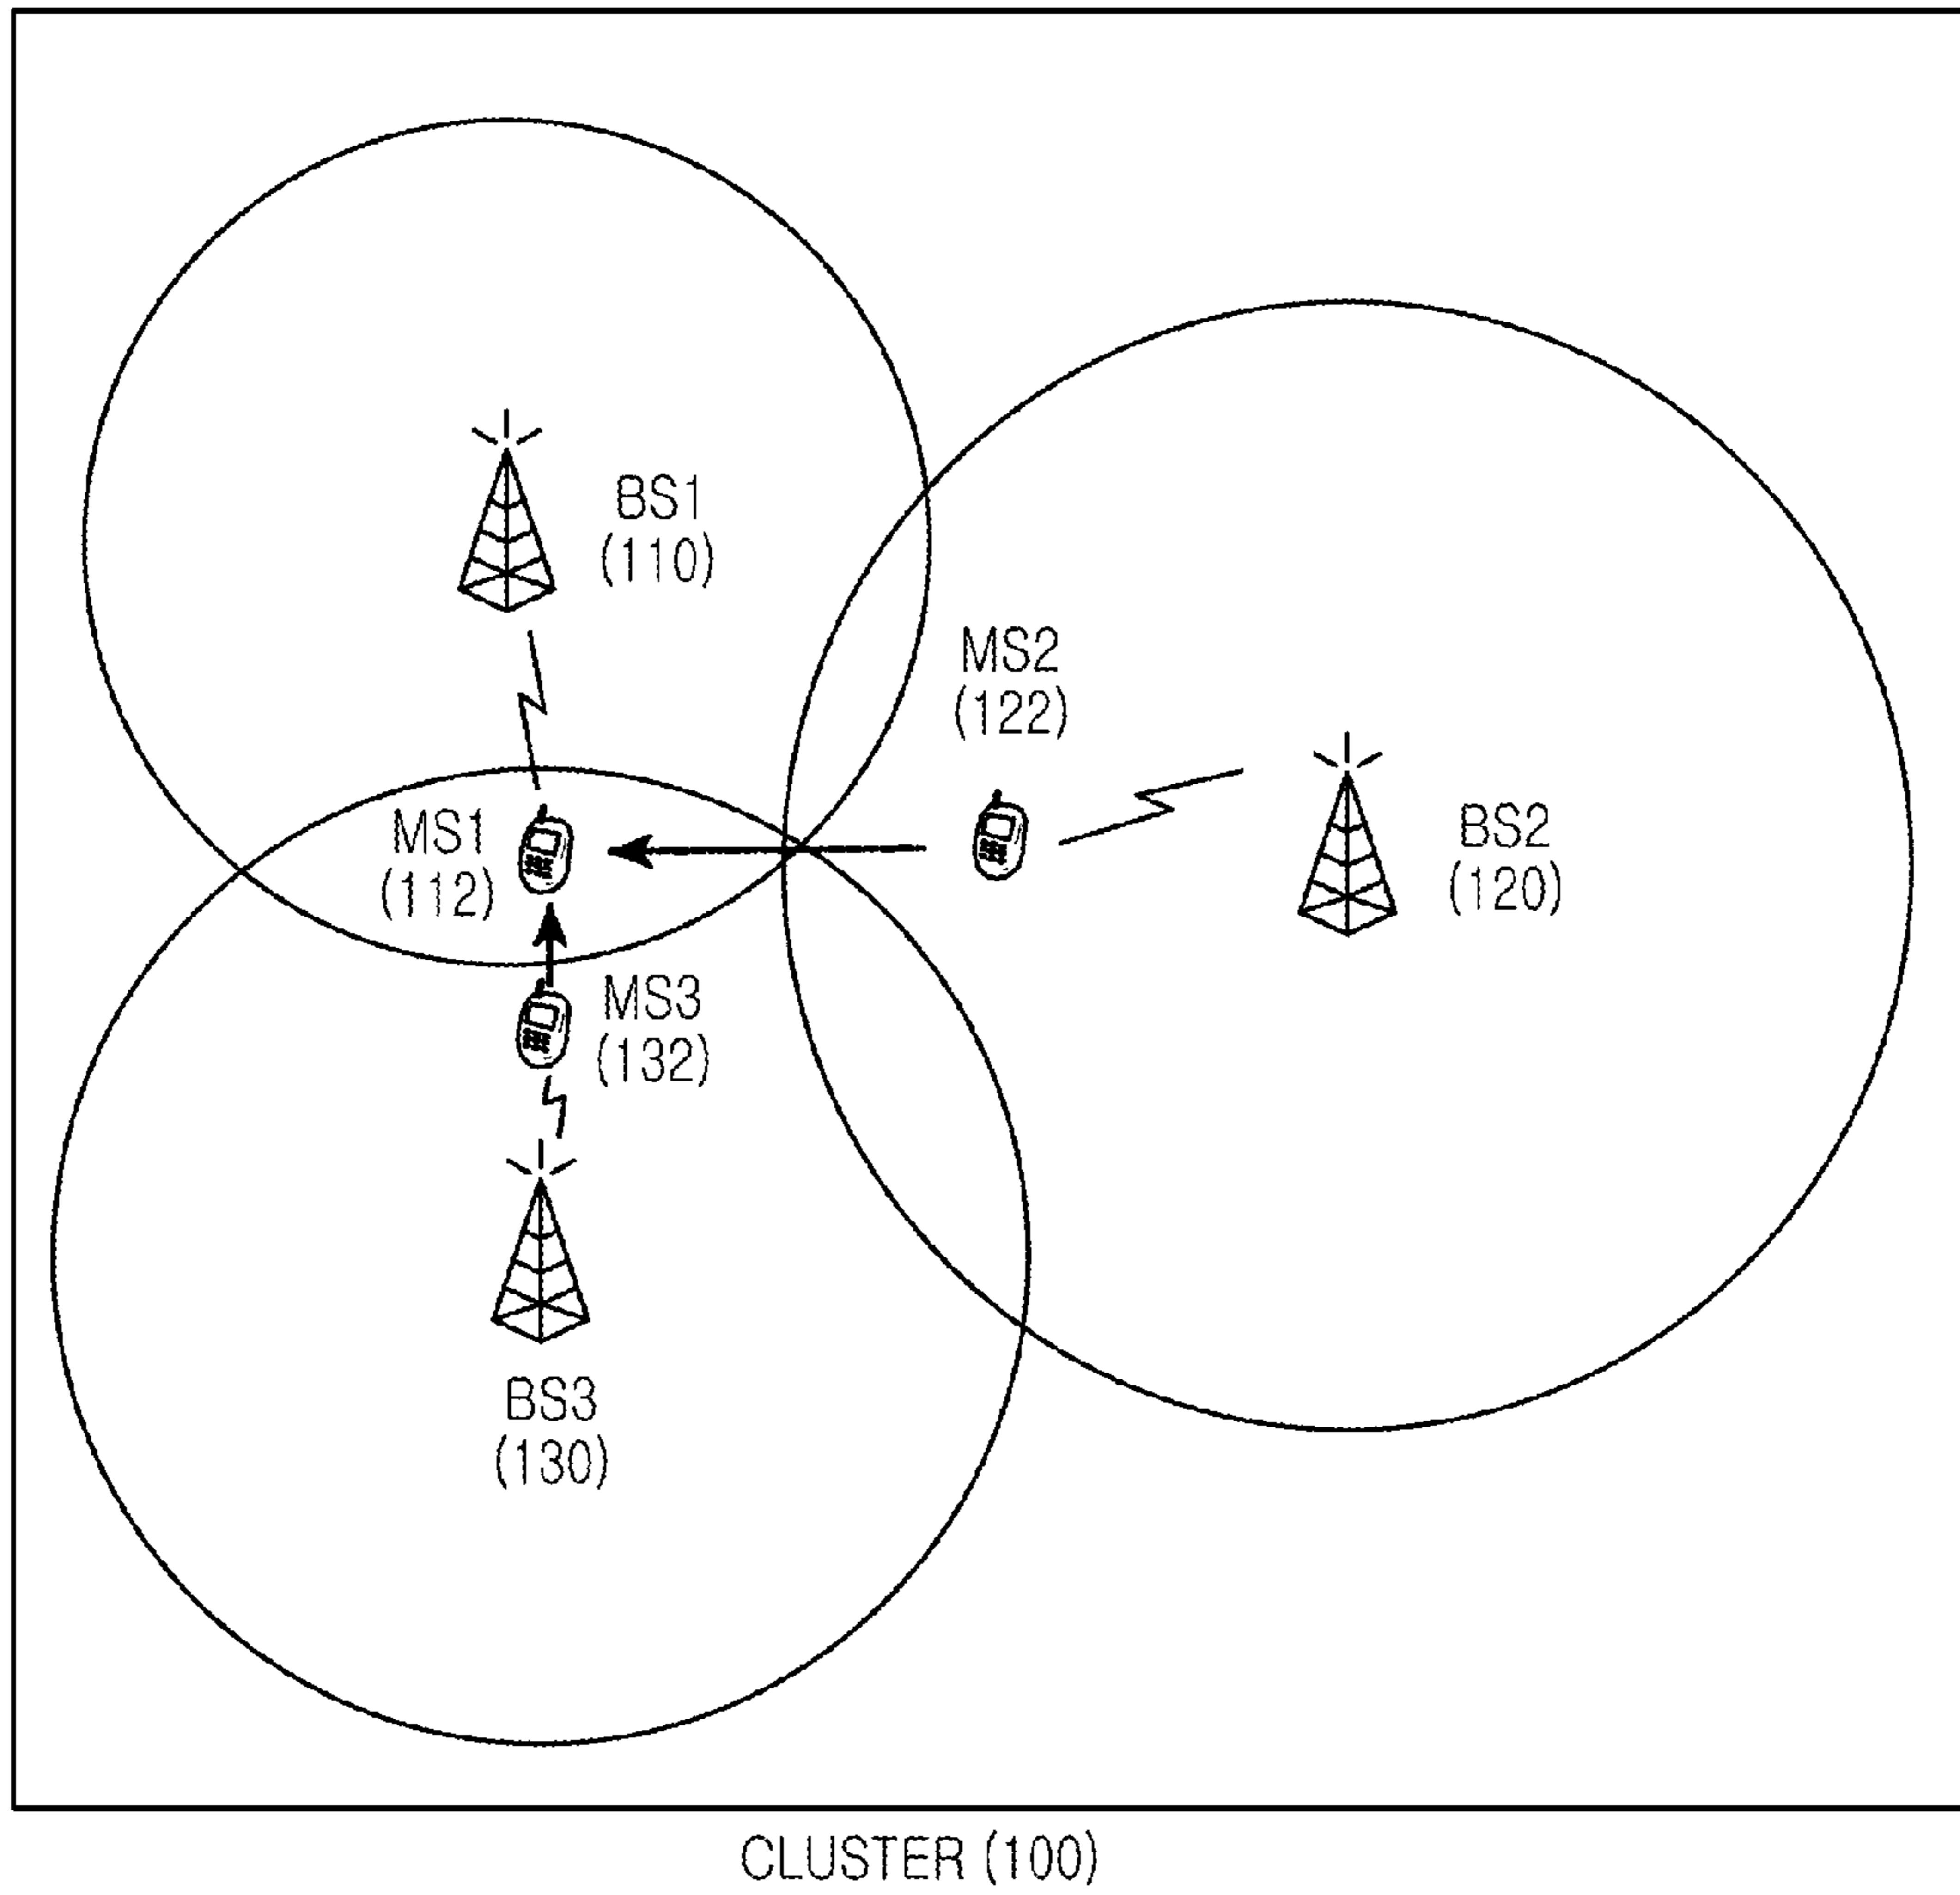 BS1
(110)
MS2
(122)
MS1
(112)
BS2
(120)
MS3
(132)
BS3
(130)
CLUSTER (100)